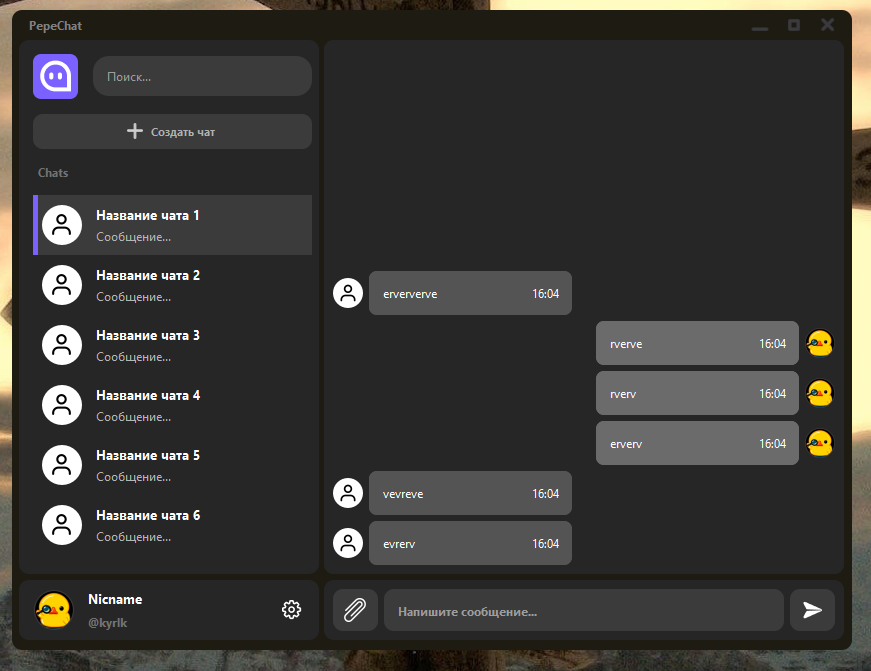 PepeChat
Поиск...
Создать чат
Chats
Название чата 1
Сообщение...
Название чата 2
Сообщение...
Название чата 3
Сообщение...
Название чата 4
Сообщение...
Название чата 5
Сообщение...
Название чата 6
Сообщение...
Nicname
@kyrlk
erververve 16:04
rverve 16:04
rverv 16:04
erverv 16:04
vevreve 16:04
evrerv 16:04
Напишите сообщение...